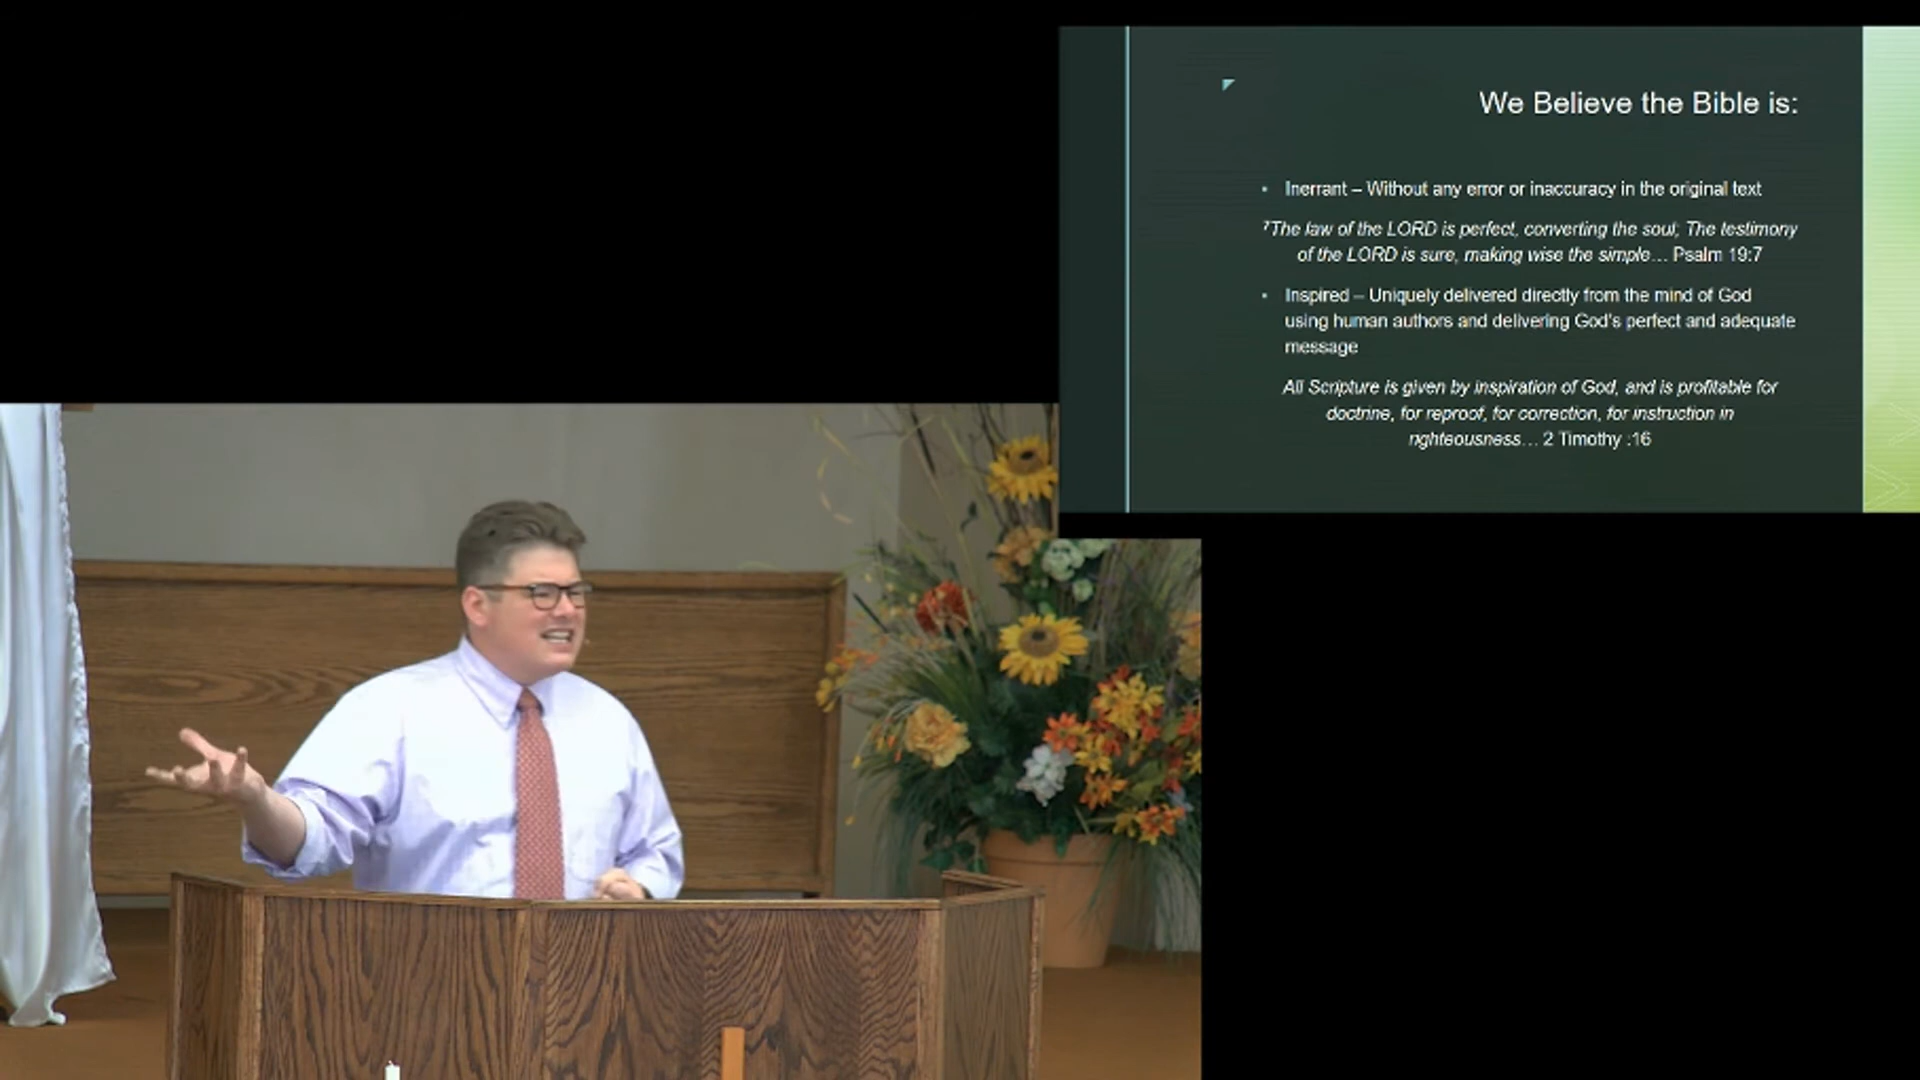 We Believe the Bible is:
• Inerrant – Without any error or inaccuracy in the original text
⁷The law of the LORD is perfect, converting the soul; The testimony
of the LORD is sure, making wise the simple… Psalm 19:7
• Inspired – Uniquely delivered directly from the mind of God
using human authors and delivering God's perfect and adequate
message
All Scripture is given by inspiration of God, and is profitable for
doctrine, for reproof, for correction, for instruction in
righteousness… 2 Timothy :16